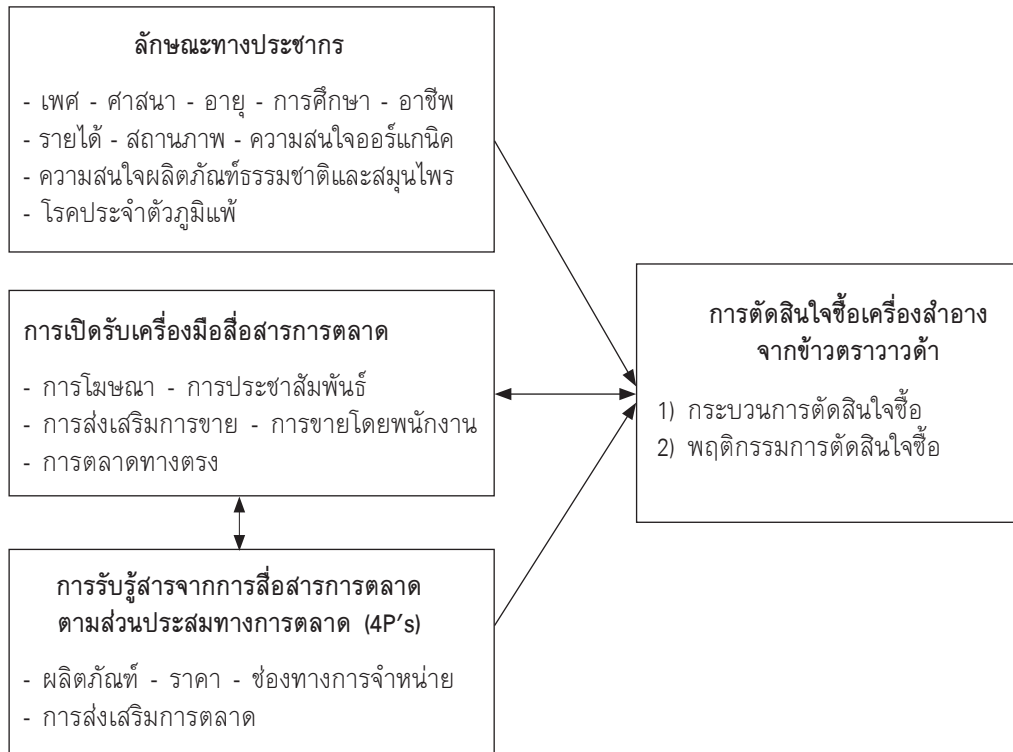 ลักษณะทางประชากร
- เพศ - ศาสนา - อายุ - การศึกษา - อาชีพ
- รายได้ - สถานภาพ - ความสนใจออร์แกนิค
- ความสนใจผลิตภัณฑ์ธรรมชาติและสมุนไพร
- โรคประจำตัวภูมิแพ้
การเปิดรับเครื่องมือสื่อสารการตลาด
- การโฆษณา - การประชาสัมพันธ์
- การส่งเสริมการขาย - การขายโดยพนักงาน
- การตลาดทางตรง
การรับรู้สารจากการสื่อสารการตลาด
ตามส่วนประสมทางการตลาด (4P's)
- ผลิตภัณฑ์ - ราคา - ช่องทางการจำหน่าย
- การส่งเสริมการตลาด
การตัดสินใจซื้อเครื่องสำอาง
จากข้าวตราวาวด้า
1) กระบวนการตัดสินใจซื้อ
2) พฤติกรรมการตัดสินใจซื้อ